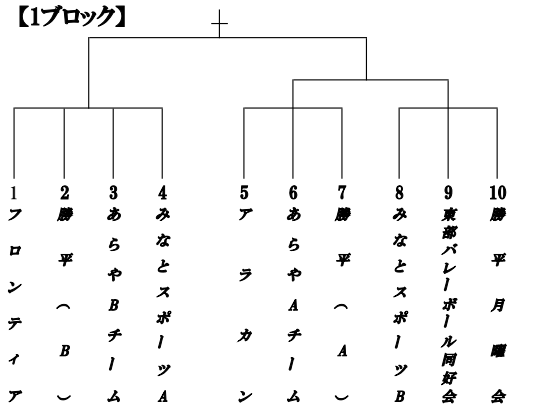 【1ブロック】
1 2 3 4 5 6 7 8 9 10
フロンティア
勝平(B)
あらやBチーム
みなとスポーツA
アラカン
あらやAチーム
勝平(A)
みなとスポーツB
東部バレーボール同好会
勝平月曜会